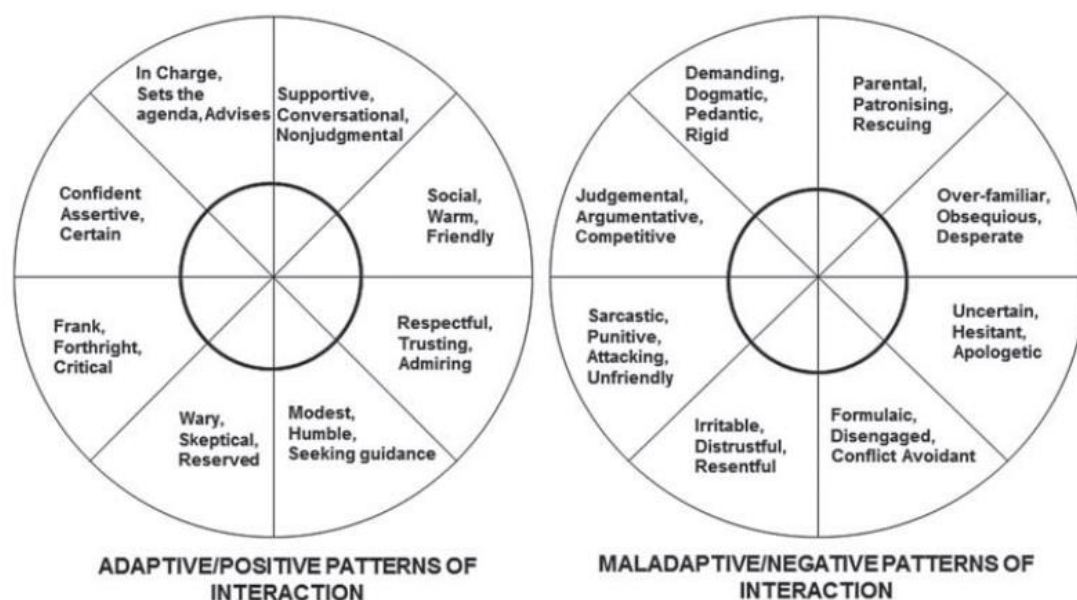 In Charge,
Sets the
agenda, Advises
Supportive,
Conversational,
Nonjudgmental
Confident
Assertive,
Certain
Social,
Warm,
Friendly
Frank,
Forthright,
Critical
Respectful,
Trusting,
Admiring
Wary,
Skeptical,
Reserved
Modest,
Humble,
Seeking guidance
ADAPTIVE/POSITIVE PATTERNS OF
INTERACTION
Demanding,
Dogmatic,
Pedantic,
Rigid
Parental,
Patronising,
Rescuing
Judgemental,
Argumentative,
Competitive
Over-familiar,
Obsequious,
Desperate
Sarcastic,
Punitive,
Attacking,
Unfriendly
Uncertain,
Hesitant,
Apologetic
Irritable,
Distrustful,
Resentful
Formulaic,
Disengaged,
Conflict Avoidant
MALADAPTIVE/NEGATIVE PATTERNS OF
INTERACTION